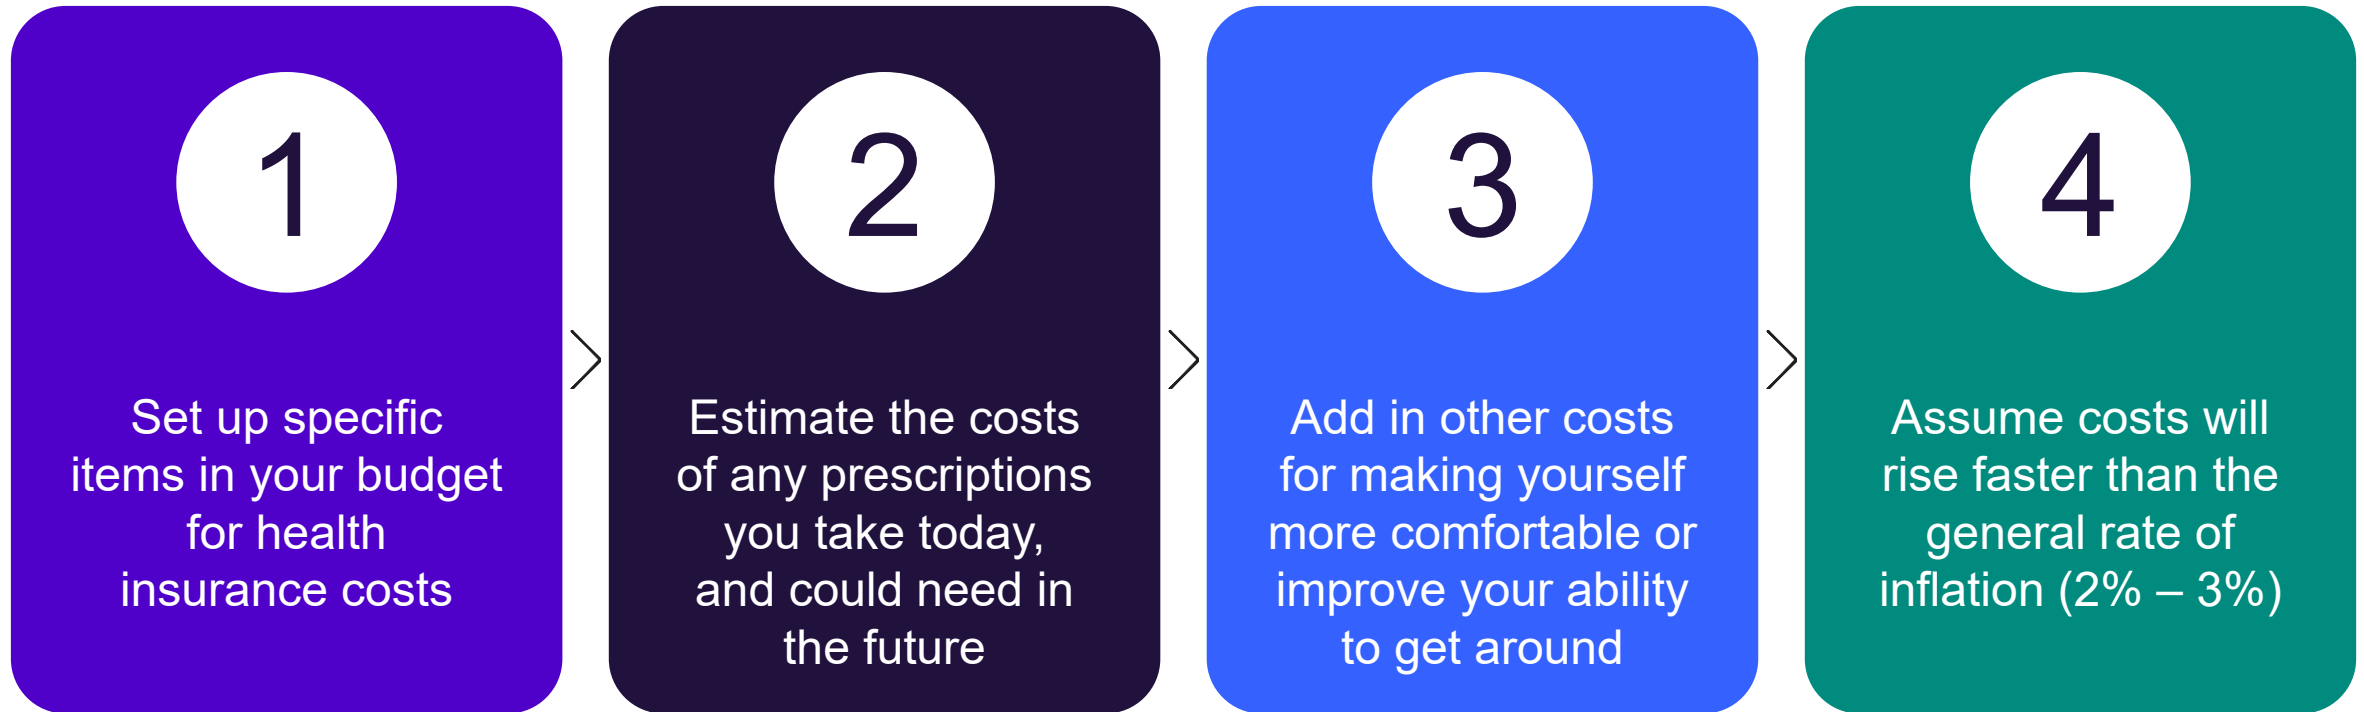 1
Set up specific
items in your budget
for health
insurance costs
2
Estimate the costs
of any prescriptions
you take today,
and could need in
the future
3
Add in other costs
for making yourself
more comfortable or
improve your ability
to get around
4
Assume costs will
rise faster than the
general rate of
inflation (2% – 3%)